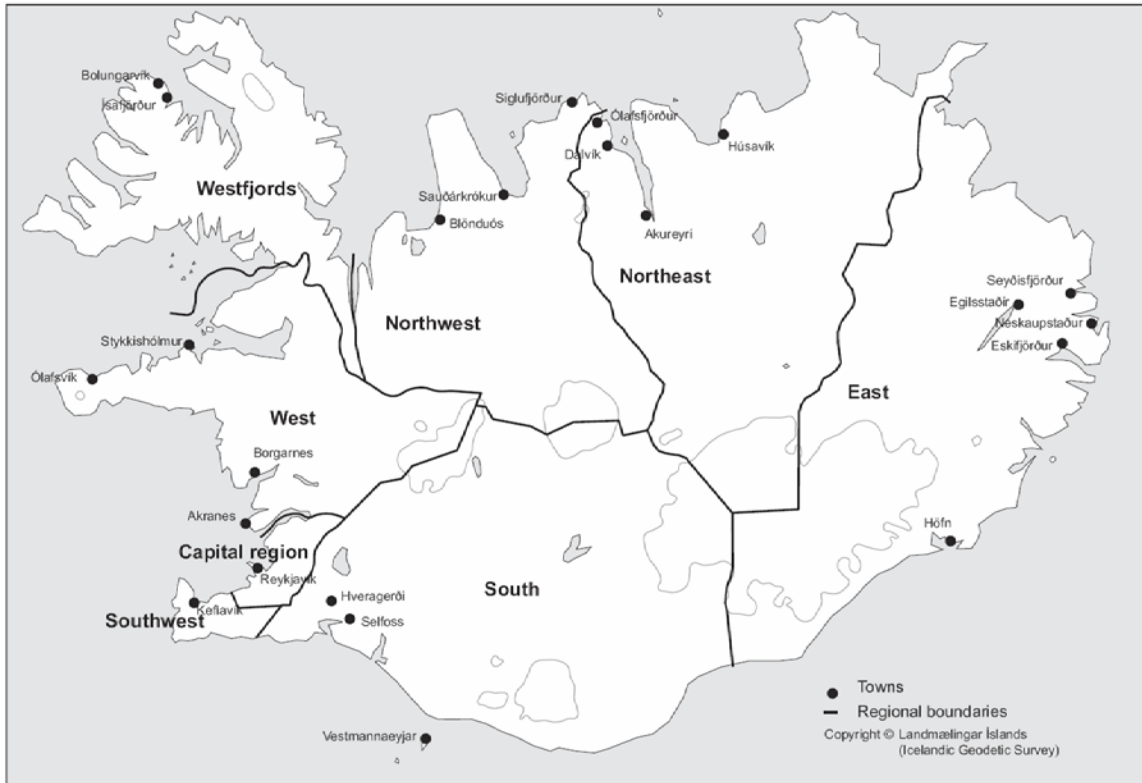 Bolungarvík
Ísafjörður
Siglufjörður
Ólafsfjörður
Dalvík
Húsavík
Westfjords
Sauðárkrókur
Blönduós
Akureyri
Northeast
Seyðisfjörður
Egilsstaðir
Neskaupstaður
Eskifjörður
Northwest
Stykkishólmur
Ólafsvík
West
East
Borgarnes
Akranes
Höfn
Capital region
Reykjavík
South
Hveragerði
Keflavík
Southwest
Selfoss
Vestmannaeyjar
Towns
Regional boundaries
Copyright © Landmælingar Íslands
(Icelandic Geodetic Survey)